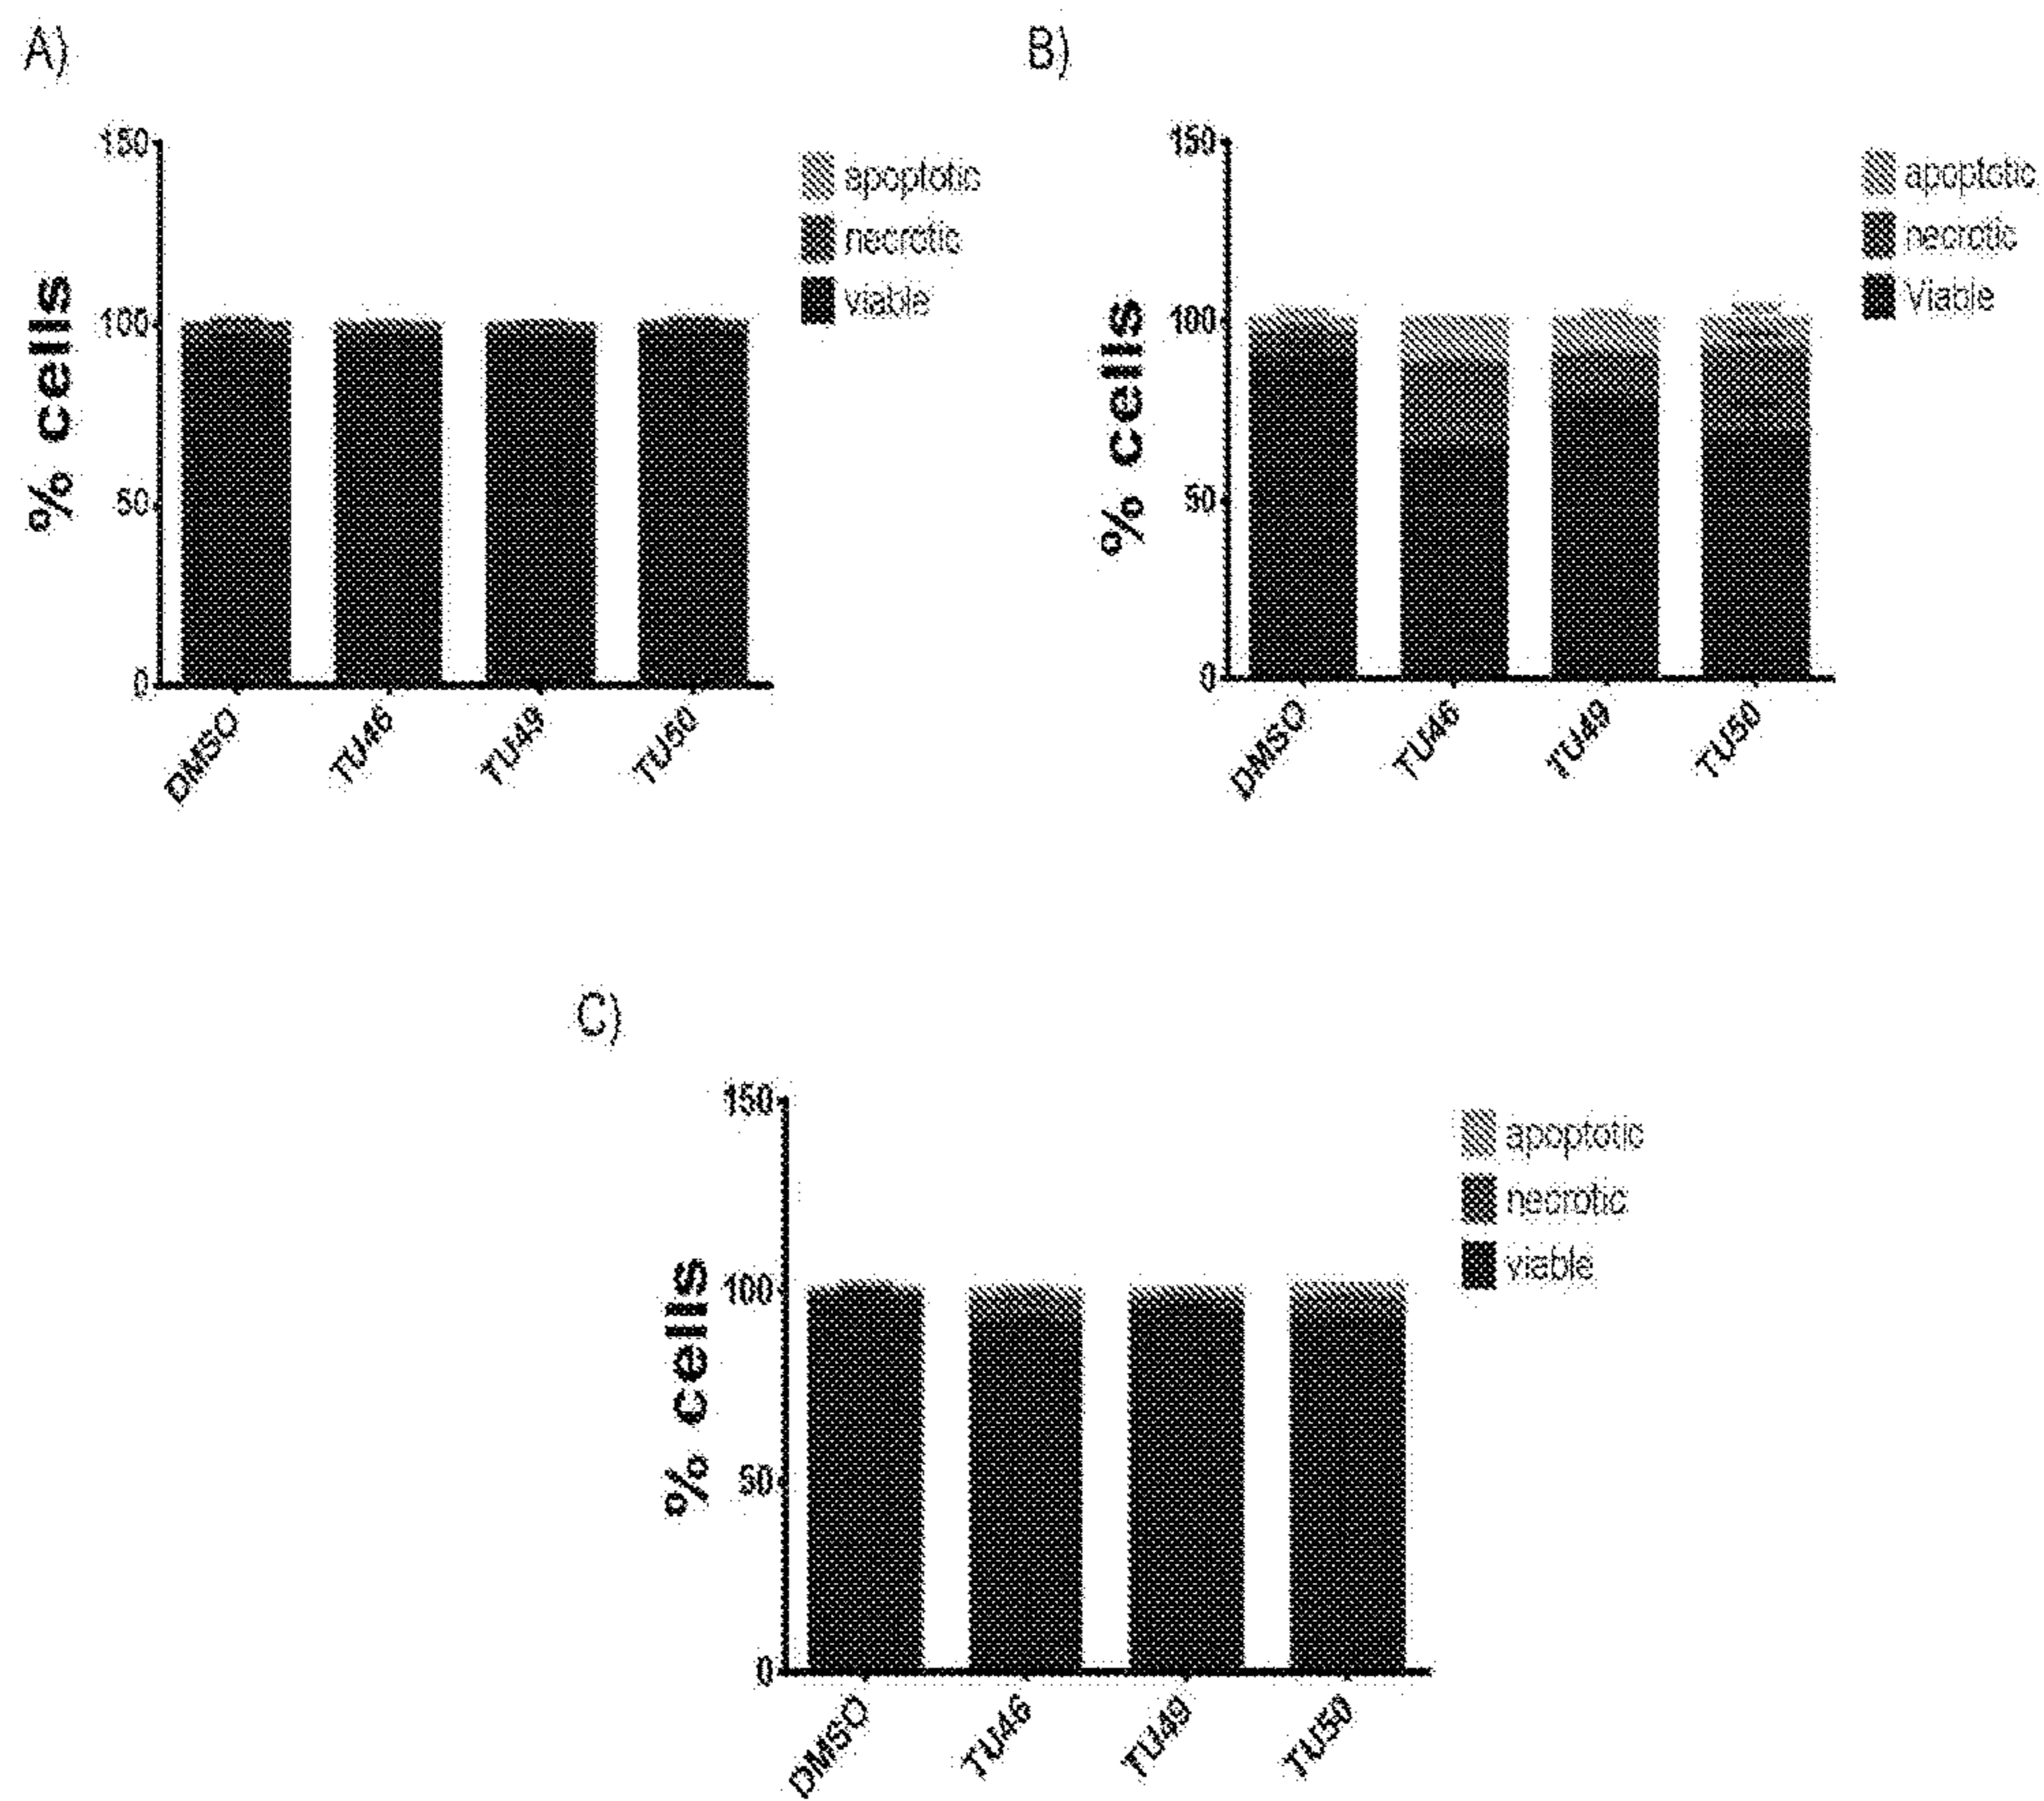 A)
150
100
50
0
% cells
DMSO
TU46
TU49
TU50
apoptotic
necrotic
viable
B)
150
100
50
0
% cells
DMSO
TU46
TU49
TU50
apoptotic
necrotic
Viable
C)
150
100
50
0
% cells
DMSO
TU46
TU49
TU50
apoptotic
necrotic
viable